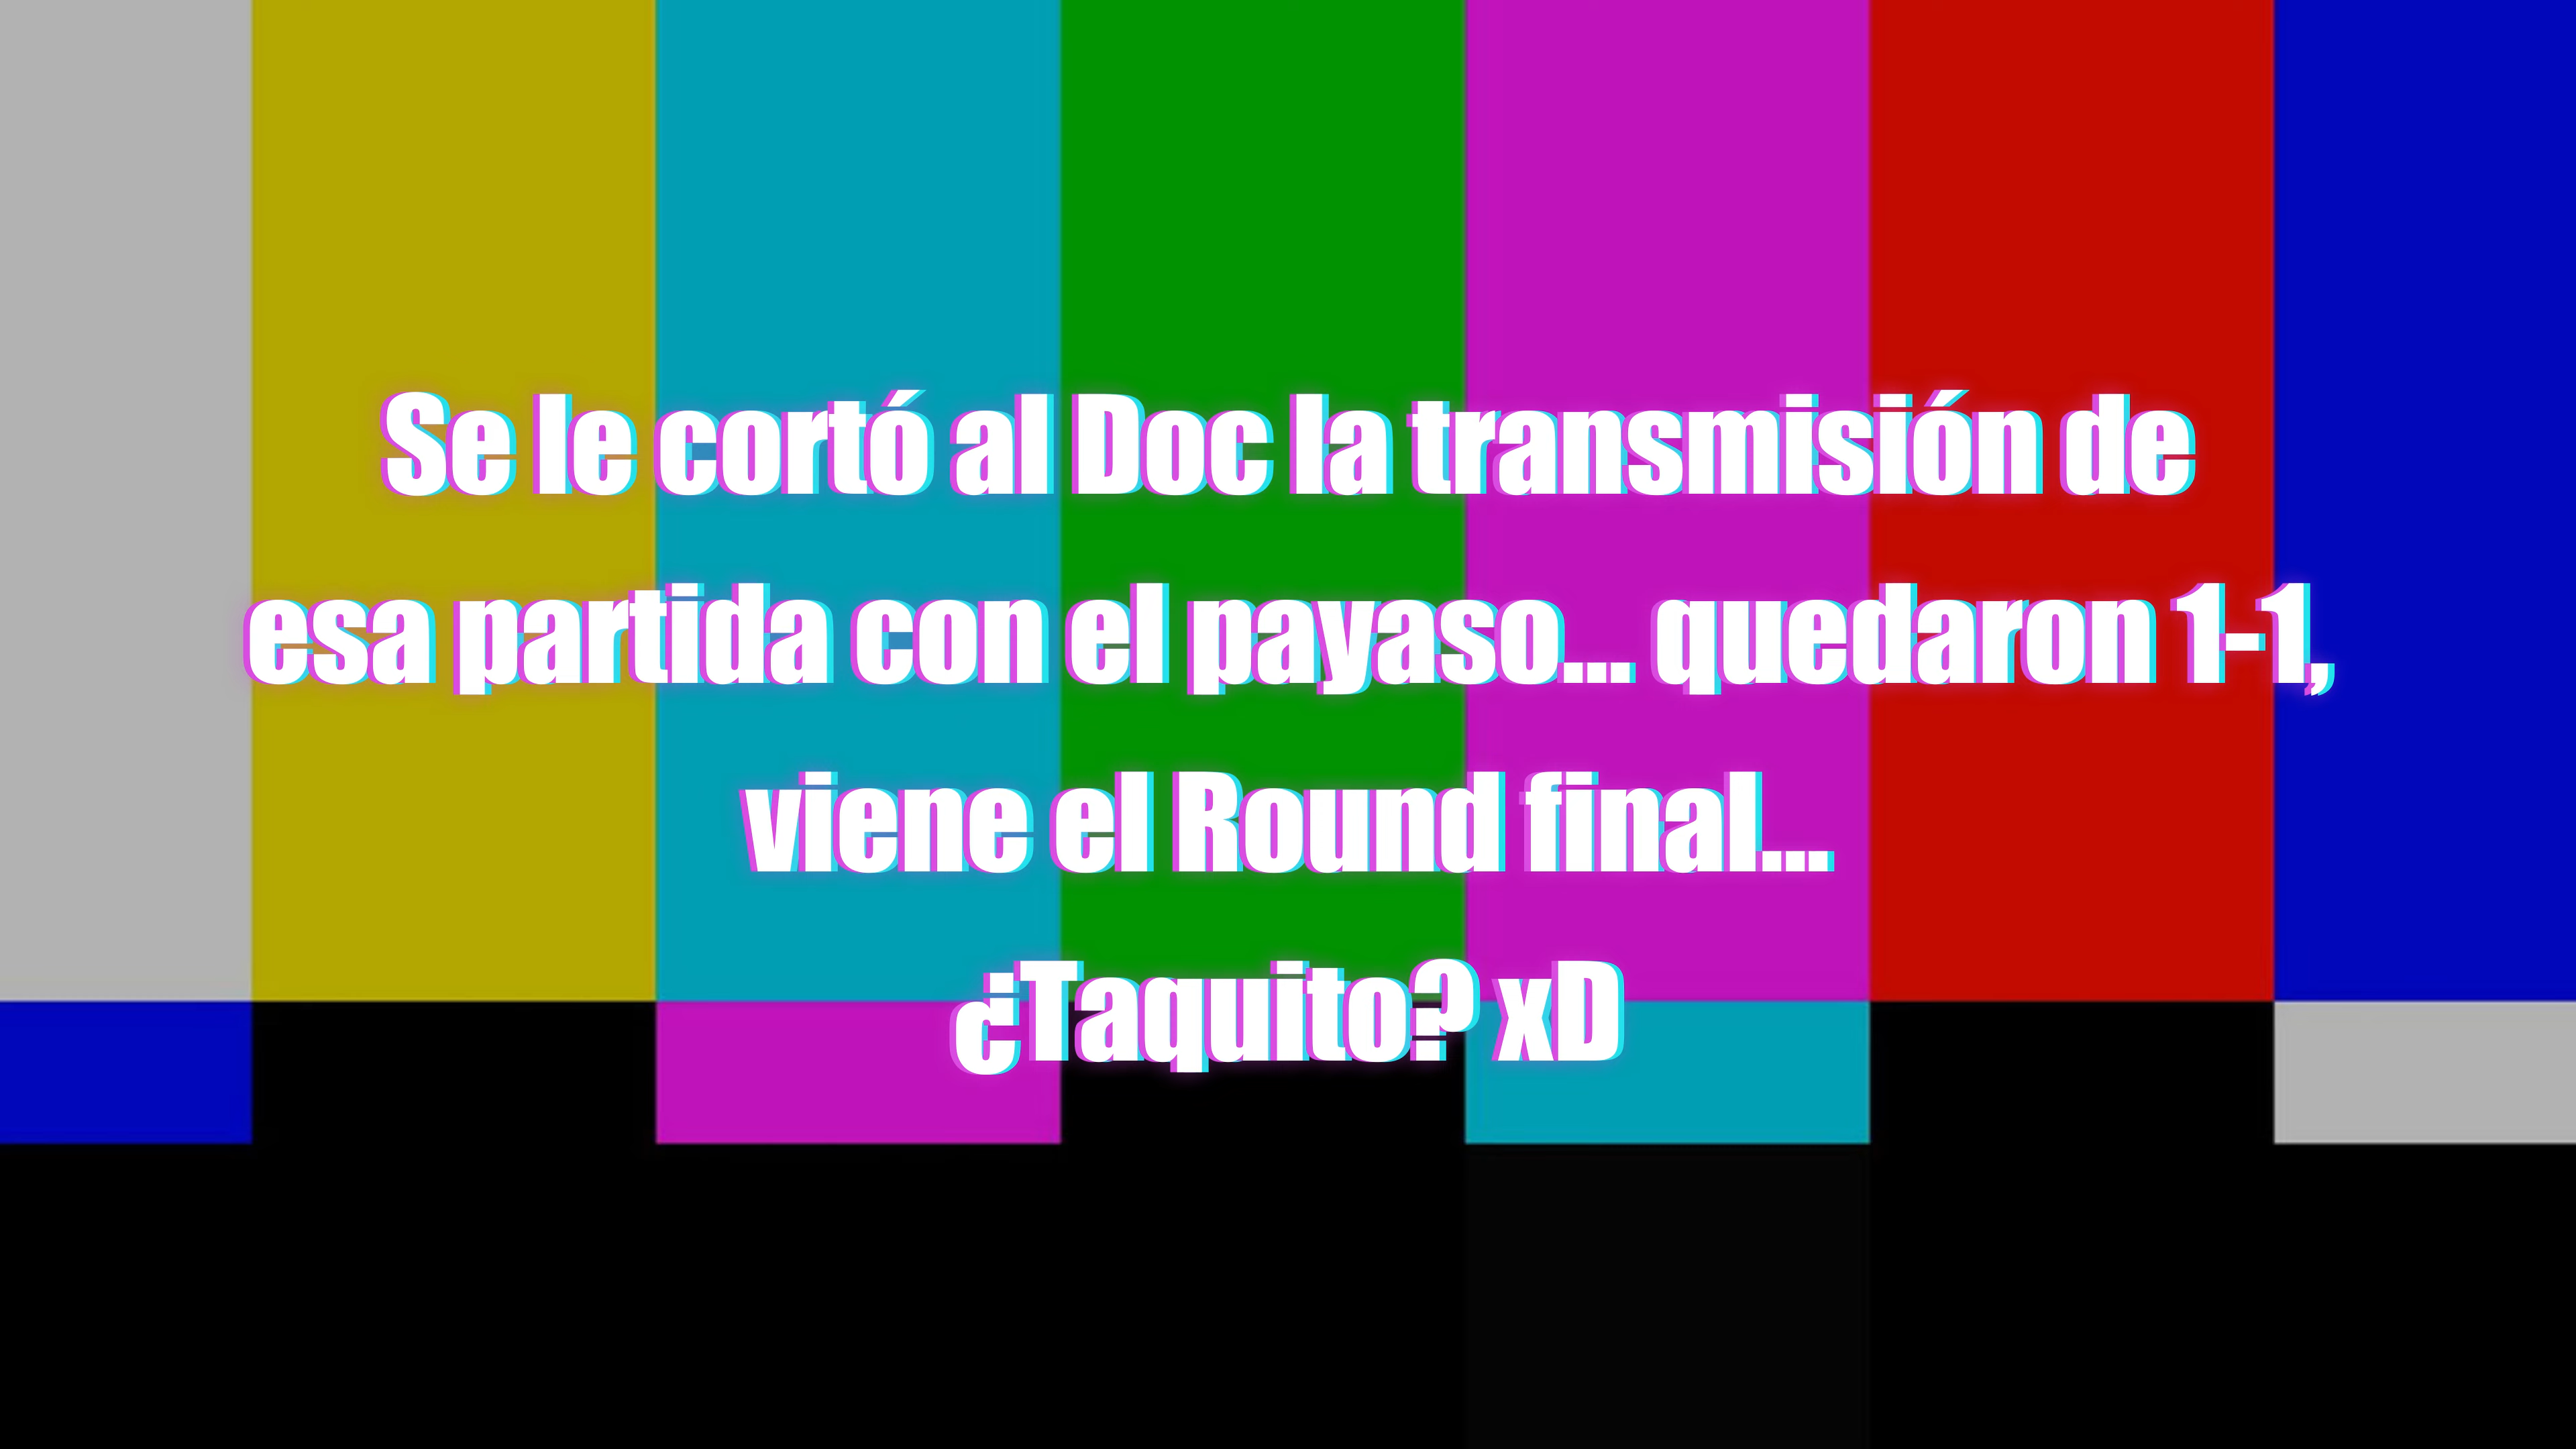 Se le cortó al Doc la transmisión de
esa partida con el payaso... quedaron 1-1,
viene el Round final...
¿Taquito? xD